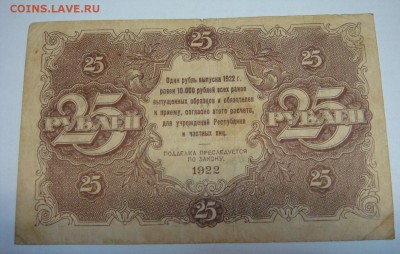 COINS.LAVE.RU
25 25 25
Один рубль выпуска 1922 г.
равен 10.000 рублей всех ранее
выпущенных образцов и обязателен
к приему, согласно этого расчета,
для учреждений Республики
и частных лиц.
25 РУБЛЕЙ
25 РУБЛЕЙ
ПОДДЕЛКА ПРЕСЛЕДУЕТСЯ
ПО ЗАКОНУ.
1922
25 25 25